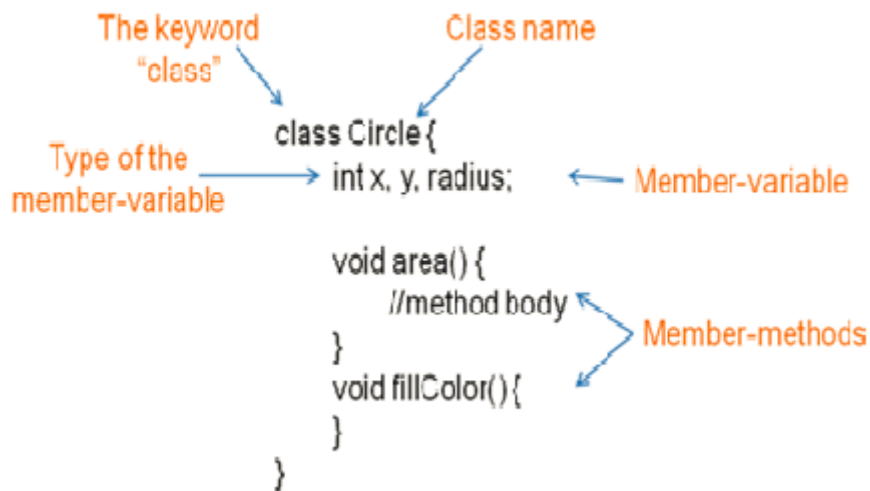 The keyword
"class"
Class name
class Circle {
Type of the
member-variable
int x, y, radius;
Member-variable
void area() {
//method body
}
Member-methods
void fillColor(){
}
}